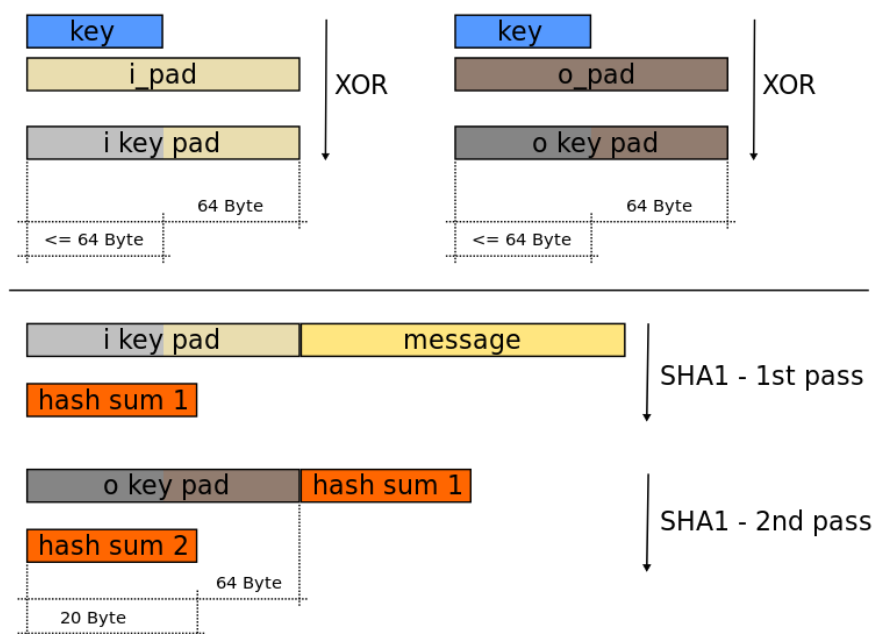 key
i_pad
XOR
i key pad
64 Byte
<= 64 Byte
key
o_pad
XOR
o key pad
64 Byte
<= 64 Byte
i key pad
message
SHA1 - 1st pass
hash sum 1
o key pad
hash sum 1
SHA1 - 2nd pass
hash sum 2
64 Byte
20 Byte